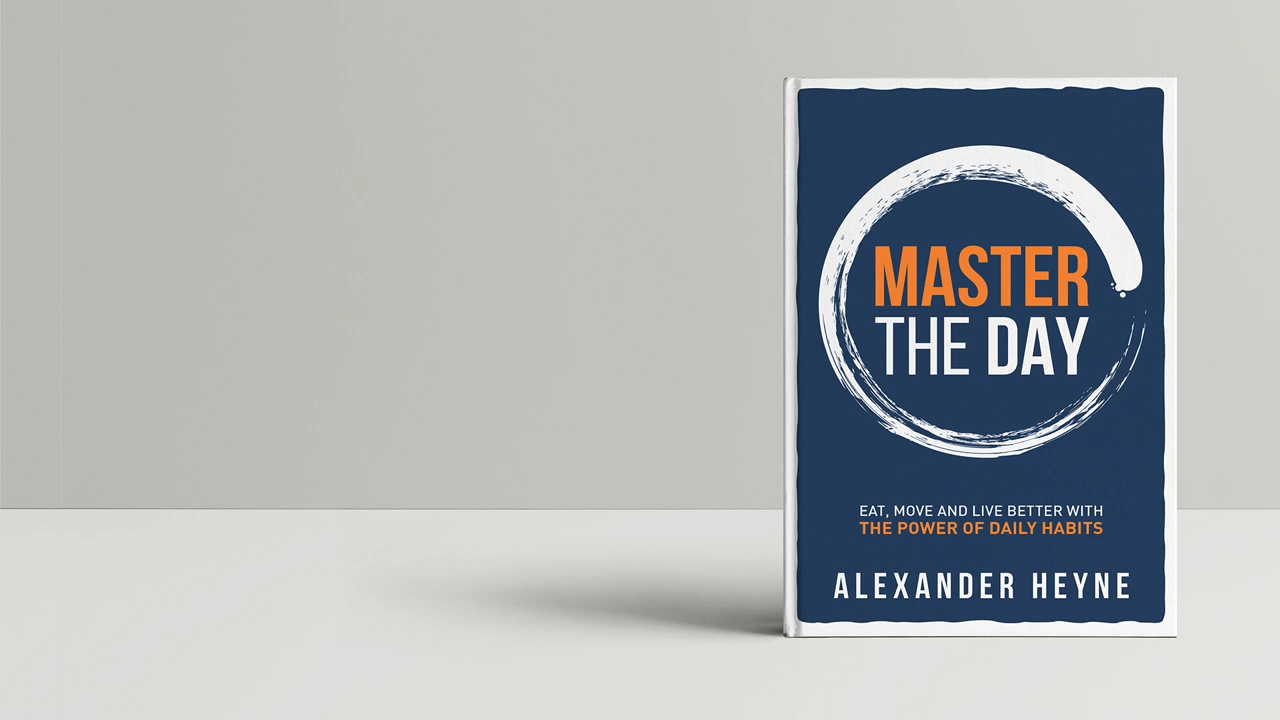 MASTER
THE DAY
EAT, MOVE AND LIVE BETTER WITH
THE POWER OF DAILY HABITS
ALEXANDER HEYNE